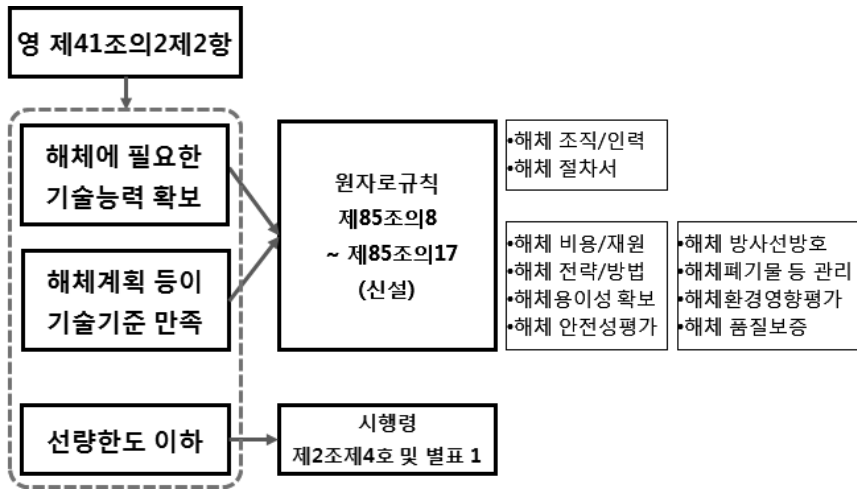 영 제41조의2제2항
해체에 필요한
기술능력 확보
해체계획 등이
기술기준 만족
선량한도 이하
원자로규칙
제85조의8
~ 제85조의17
(신설)
시행령
제2조제4호 및 별표 1
•해체 조직/인력
•해체 절차서
•해체 비용/재원
•해체 전략/방법
•해체용이성 확보
•해체 안전성평가
•해체 방사선방호
•해체폐기물 등 관리
•해체환경영향평가
•해체 품질보증